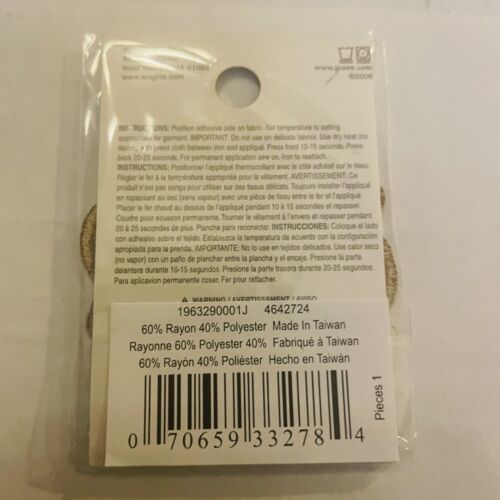 West W MA 01092
www.wrights.com
www.joann.com
©2006
INSTRUCTIONS: Position adhesive side on fabric. Set temperature to setting
appropriate for garment. IMPORTANT: Do not use on delicate fabrics. Use dry heat (no
steam) with press cloth between iron and appliqué. Press front 10-15 seconds. Press
back 20-25 seconds. For permanent application sew on. Iron to reattach.
INSTRUCTIONS: Positionner l'appliqué thermocollant avec le côté adhésif sur le tissu.
Régler le fer à la température appropriée pour le vêtement. AVERTISSEMENT: Ce
produit n'est pas conçu pour utiliser sur des tissus délicats. Toujours installer l'appliqué
en repassant au sec (sans vapeur) avec une pièce de tissu entre le fer et l'appliqué.
Placer le fer chaud au dessus de l'appliqué pendant 10 à 15 secondes et repasser.
Coudre pour ecusson permanente. Tourner le vêtement à l'envers et repasser pendant
20 à 25 secondes de plus. Planche para reconectar. INSTRUCCIONES: Coloque el lado
con adhesivo sobre el tejido. Establezca la temperatura de acuerdo con la configuración
apropiada para la prenda. IMPORTANTE: No lo use en tejidos delicados. Use calor seco
(no vapor) con un paño de planchar entre la plancha y el encaje. Presione la parte
delantera durante 10-15 segundos. Presione la parte trasera durante 20-25 segundos.
Para aplicavion permanente coser. Fer pour rettacher.
WARNING / AVERTISSEMENT / AVISO
1963290001J 4642724
60% Rayon 40% Polyester Made In Taiwan
Rayonne 60% Polyester 40% Fabriqué à Taiwan
60% Rayón 40% Poliéster Hecho en Taiwán
Pieces 1
0 70659 33278 4